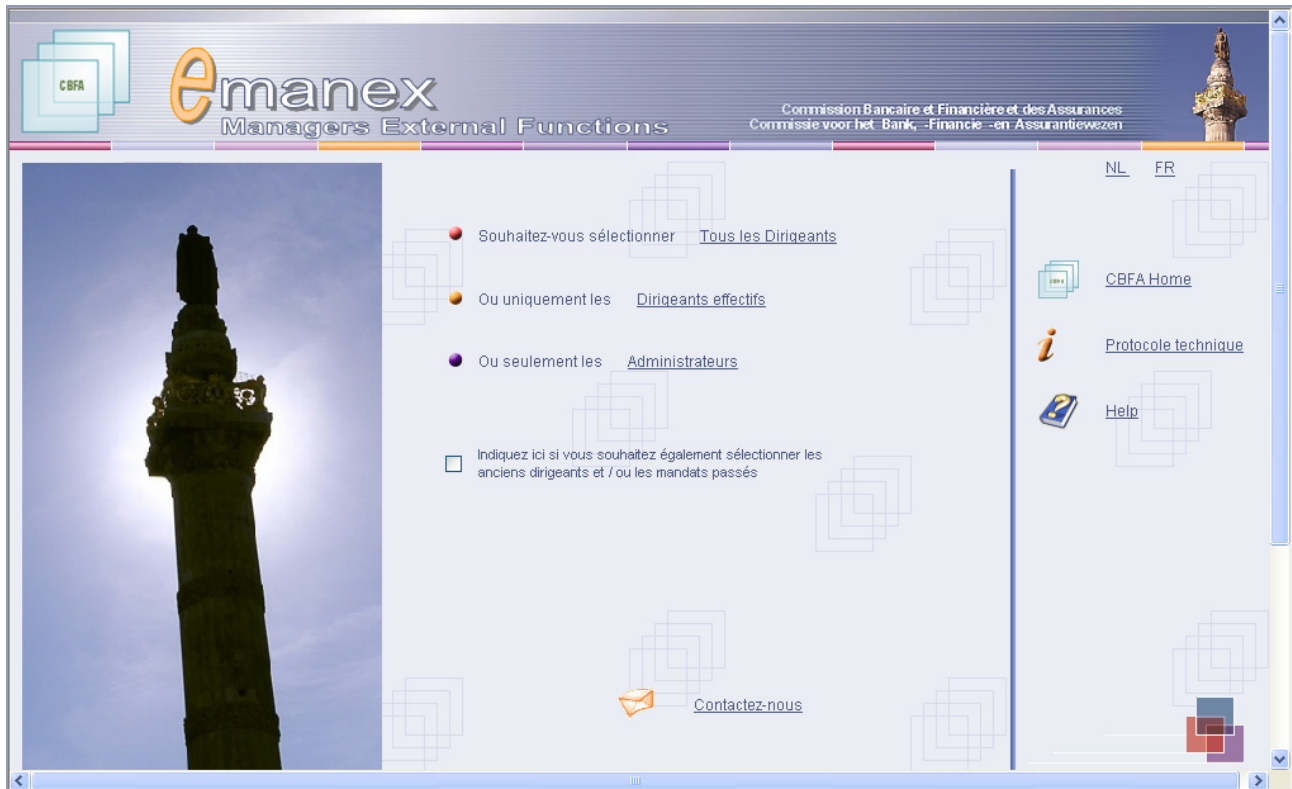 CBFA
emanex
Managers External Functions
Commission Bancaire et Financière et des Assurances
Commissie voor het Bank, -Financie -en Assurantiewezen
NL FR
Souhaitez-vous sélectionner Tous les Dirigeants
Ou uniquement les Dirigeants effectifs
Ou seulement les Administrateurs
Indiquez ici si vous souhaitez également sélectionner les
anciens dirigeants et / ou les mandats passés
Contactez-nous
CBFA Home
Protocole technique
Help